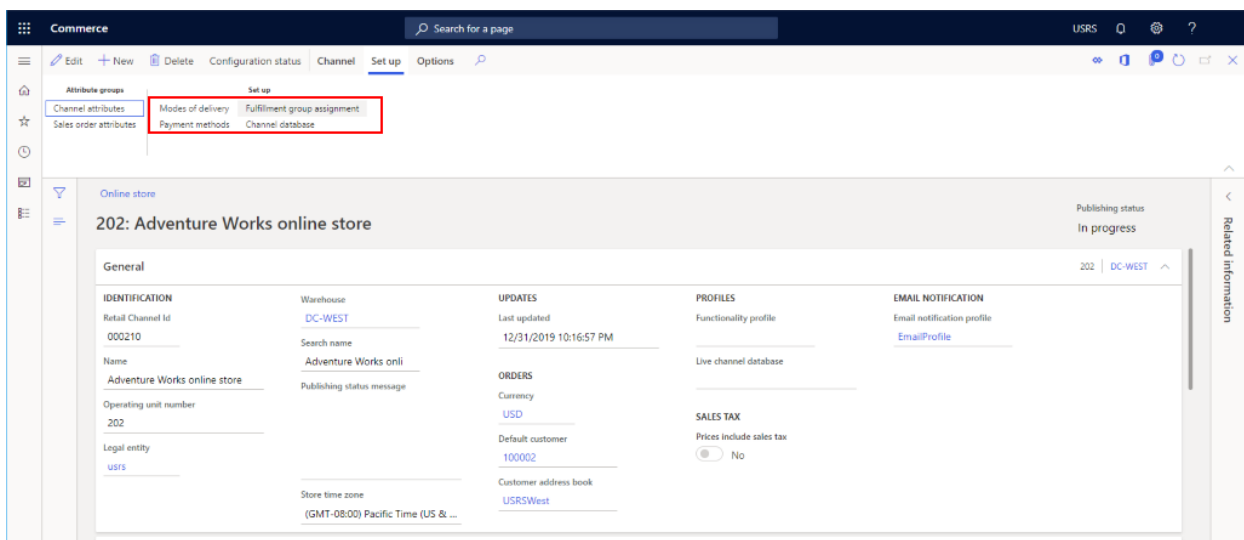 Commerce
Search for a page
USRS
?
Edit New Delete Configuration status Channel Set up Options
0
Attribute groups
Set up
Channel attributes Modes of delivery Fulfillment group assignment
Sales order attributes Payment methods Channel database
Online store
202: Adventure Works online store
Publishing status
In progress
Related information
General
202 | DC-WEST
IDENTIFICATION
Retail Channel Id
000210
Name
Adventure Works online store
Operating unit number
202
Legal entity
usrs
Warehouse
DC-WEST
Search name
Adventure Works onli
Publishing status message
Store time zone
(GMT-08:00) Pacific Time (US & ...
UPDATES
Last updated
12/31/2019 10:16:57 PM
ORDERS
Currency
USD
Default customer
100002
Customer address book
USRSWest
PROFILES
Functionality profile
Live channel database
SALES TAX
Prices include sales tax
No
EMAIL NOTIFICATION
Email notification profile
EmailProfile